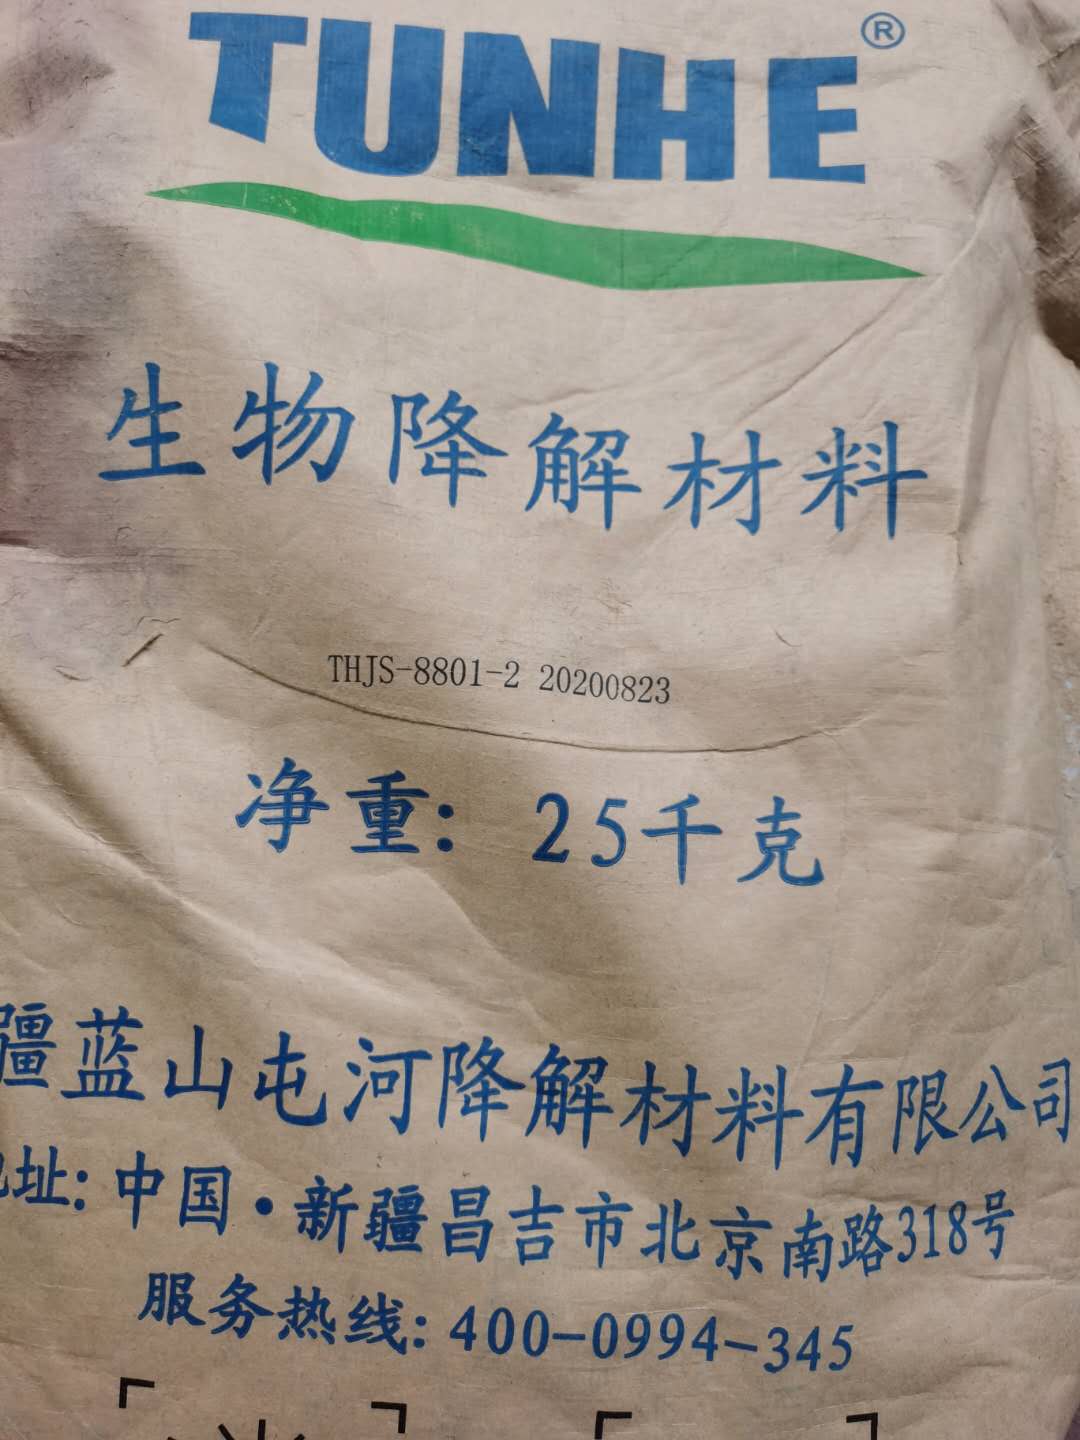 TUNHE®
生物降解材料
THJS-8801-2 20200823
净重：25千克
疆蓝山屯河降解材料有限公司
地址：中国·新疆昌吉市北京南路318号
服务热线：400-0994-345